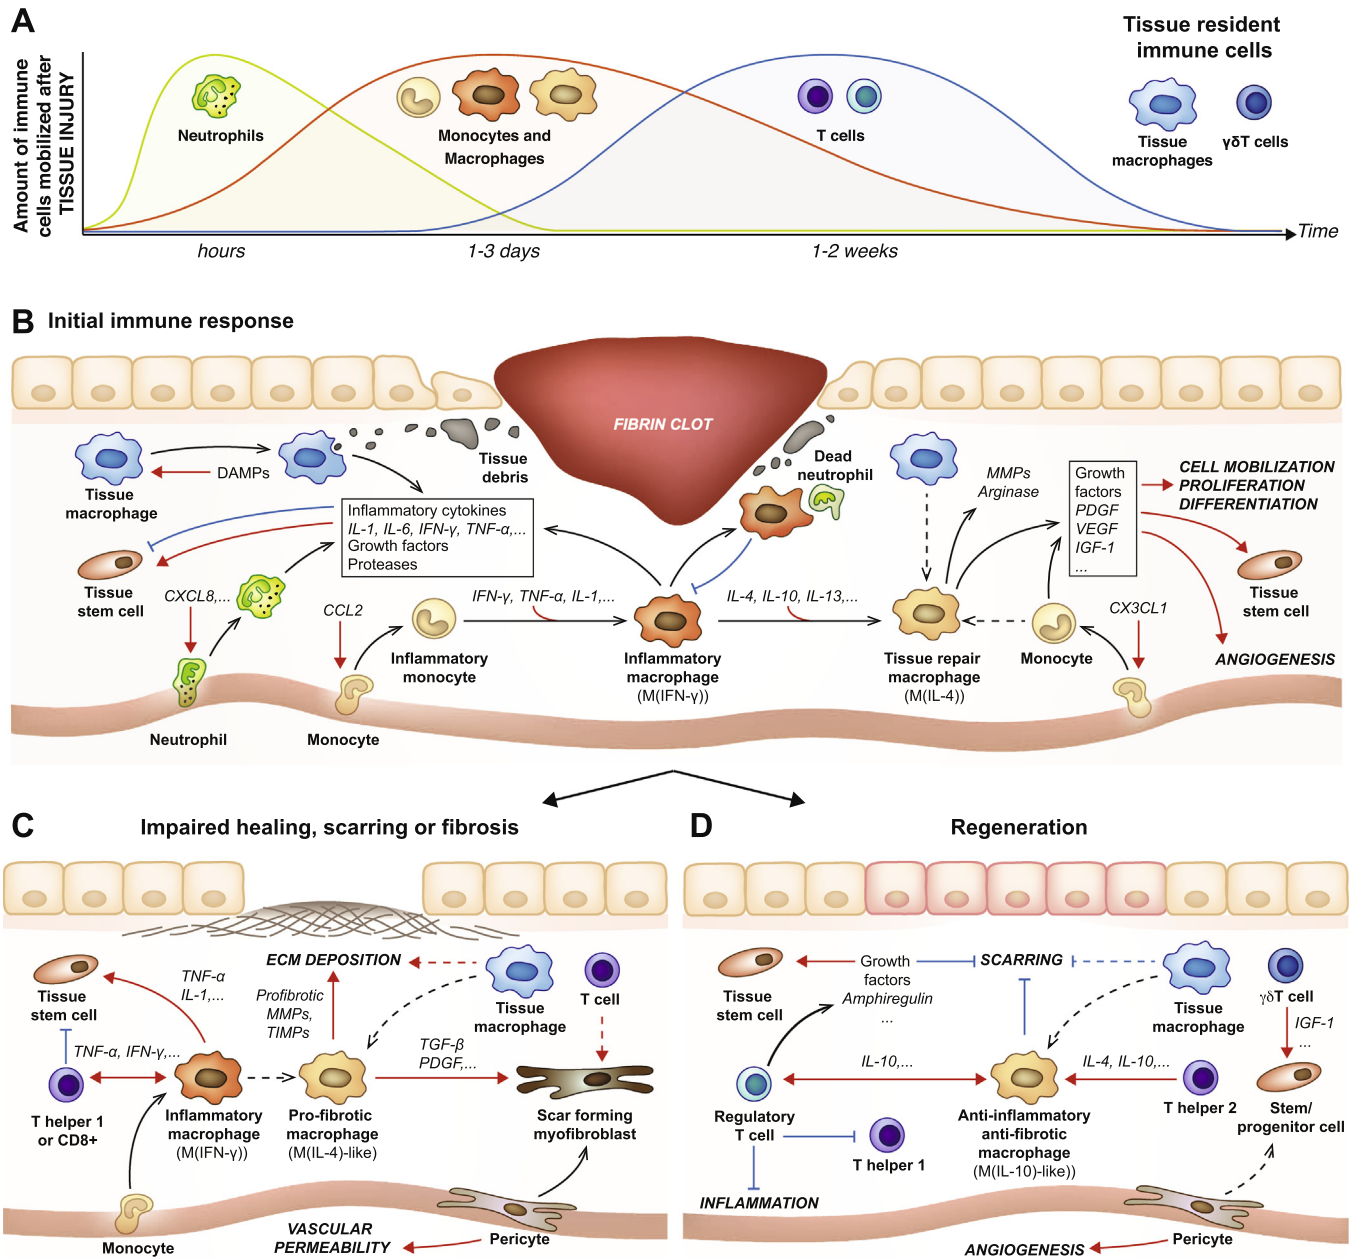 A
Amount of immune
cells mobilized after
TISSUE INJURY
Neutrophils
Monocytes and
Macrophages
T cells
Tissue resident
immune cells
Tissue
macrophages
γδT cells
hours
1-3 days
1-2 weeks
Time
B Initial immune response
FIBRIN CLOT
Tissue
macrophage
DAMPs
Tissue
debris
Dead
neutrophil
Inflammatory cytokines
IL-1, IL-6, IFN-γ, TNF-α,...
Growth factors
Proteases
Tissue
stem cell
CXCL8,...
Neutrophil
CCL2
Monocyte
Inflammatory
monocyte
IFN-γ, TNF-α, IL-1,...
Inflammatory
macrophage
(M(IFN-γ))
IL-4, IL-10, IL-13,...
Tissue repair
macrophage
(M(IL-4))
MMPs
Arginase
Growth
factors
PDGF
VEGF
IGF-1
...
CELL MOBILIZATION
PROLIFERATION
DIFFERENTIATION
Tissue
stem cell
ANGIOGENESIS
Monocyte
CX3CL1
C Impaired healing, scarring or fibrosis
ECM DEPOSITION
Tissue
stem cell
TNF-α
IL-1,...
Profibrotic
MMPs,
TIMPs
Tissue
macrophage
T cell
TNF-α, IFN-γ,...
T helper 1
or CD8+
Inflammatory
macrophage
(M(IFN-γ))
Pro-fibrotic
macrophage
(M(IL-4)-like)
TGF-β
PDGF,...
Scar forming
myofibroblast
Monocyte
VASCULAR
PERMEABILITY
Pericyte
D Regeneration
Tissue
stem cell
Growth
factors
Amphiregulin
...
SCARRING
Tissue
macrophage
γδT cell
IGF-1
...
IL-10,...
IL-4, IL-10,...
Regulatory
T cell
T helper 1
Anti-inflammatory
anti-fibrotic
macrophage
(M(IL-10)-like))
T helper 2
Stem/
progenitor cell
INFLAMMATION
ANGIOGENESIS
Pericyte